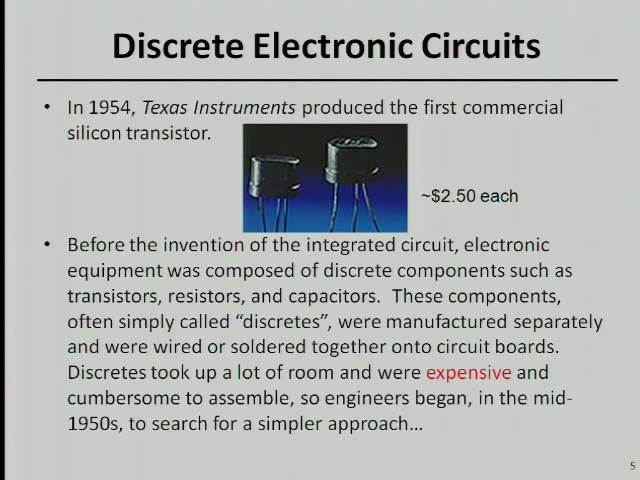 Discrete Electronic Circuits
• In 1954, Texas Instruments produced the first commercial
silicon transistor.
~$2.50 each
• Before the invention of the integrated circuit, electronic
equipment was composed of discrete components such as
transistors, resistors, and capacitors. These components,
often simply called “discretes”, were manufactured separately
and were wired or soldered together onto circuit boards.
Discretes took up a lot of room and were expensive and
cumbersome to assemble, so engineers began, in the mid-
1950s, to search for a simpler approach…
5